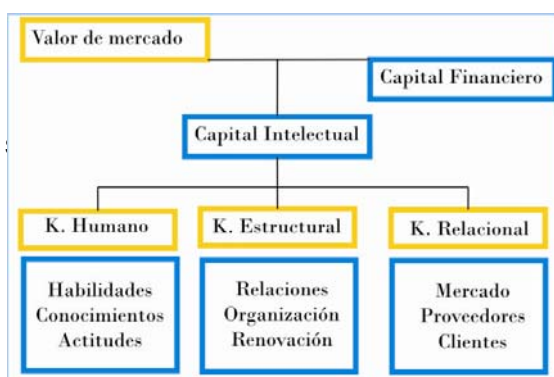 Valor de mercado
Capital Financiero
Capital Intelectual
K. Humano
K. Estructural
K. Relacional
Habilidades
Conocimientos
Actitudes
Relaciones
Organización
Renovación
Mercado
Proveedores
Clientes